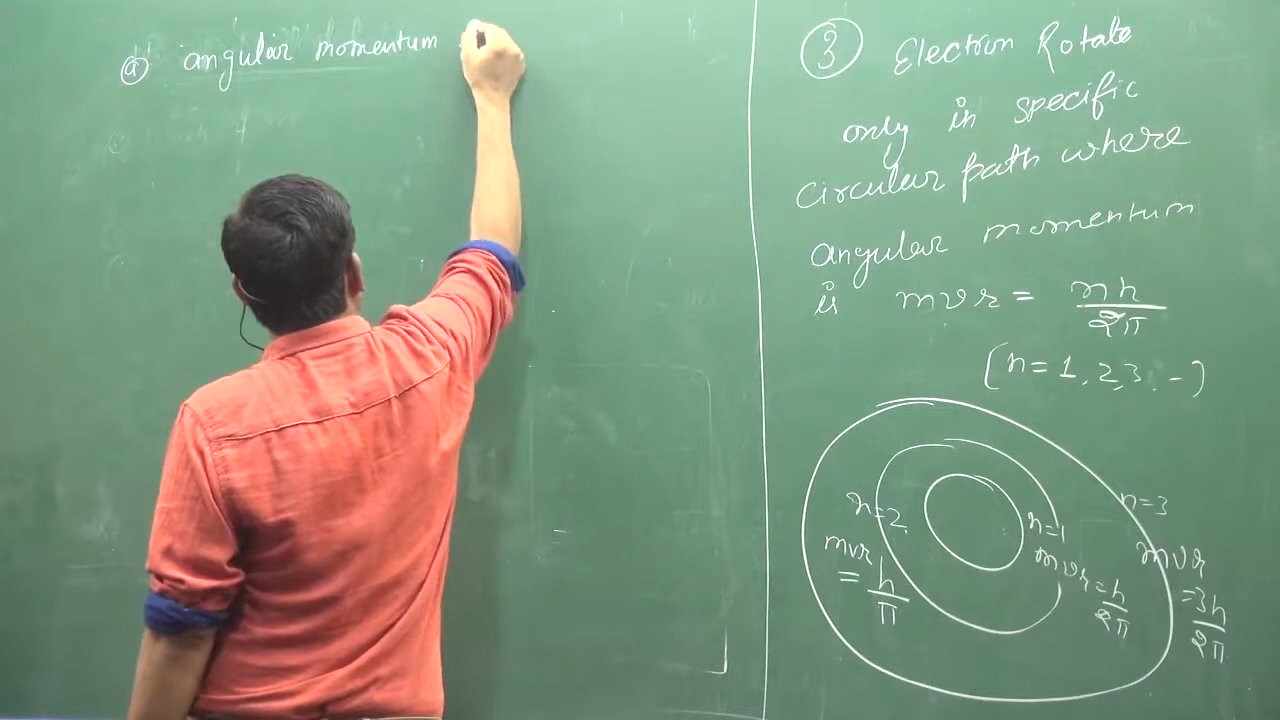 (a) angular momentum
(3) Electron Rotate
only in specific
circular path where
angular momentum
is mvr = nh/2π
(n=1, 2,3, -)
n=2
mvr
= h/π
n=1
mvr = h/2π
n=3
mvr
= 3h/2π